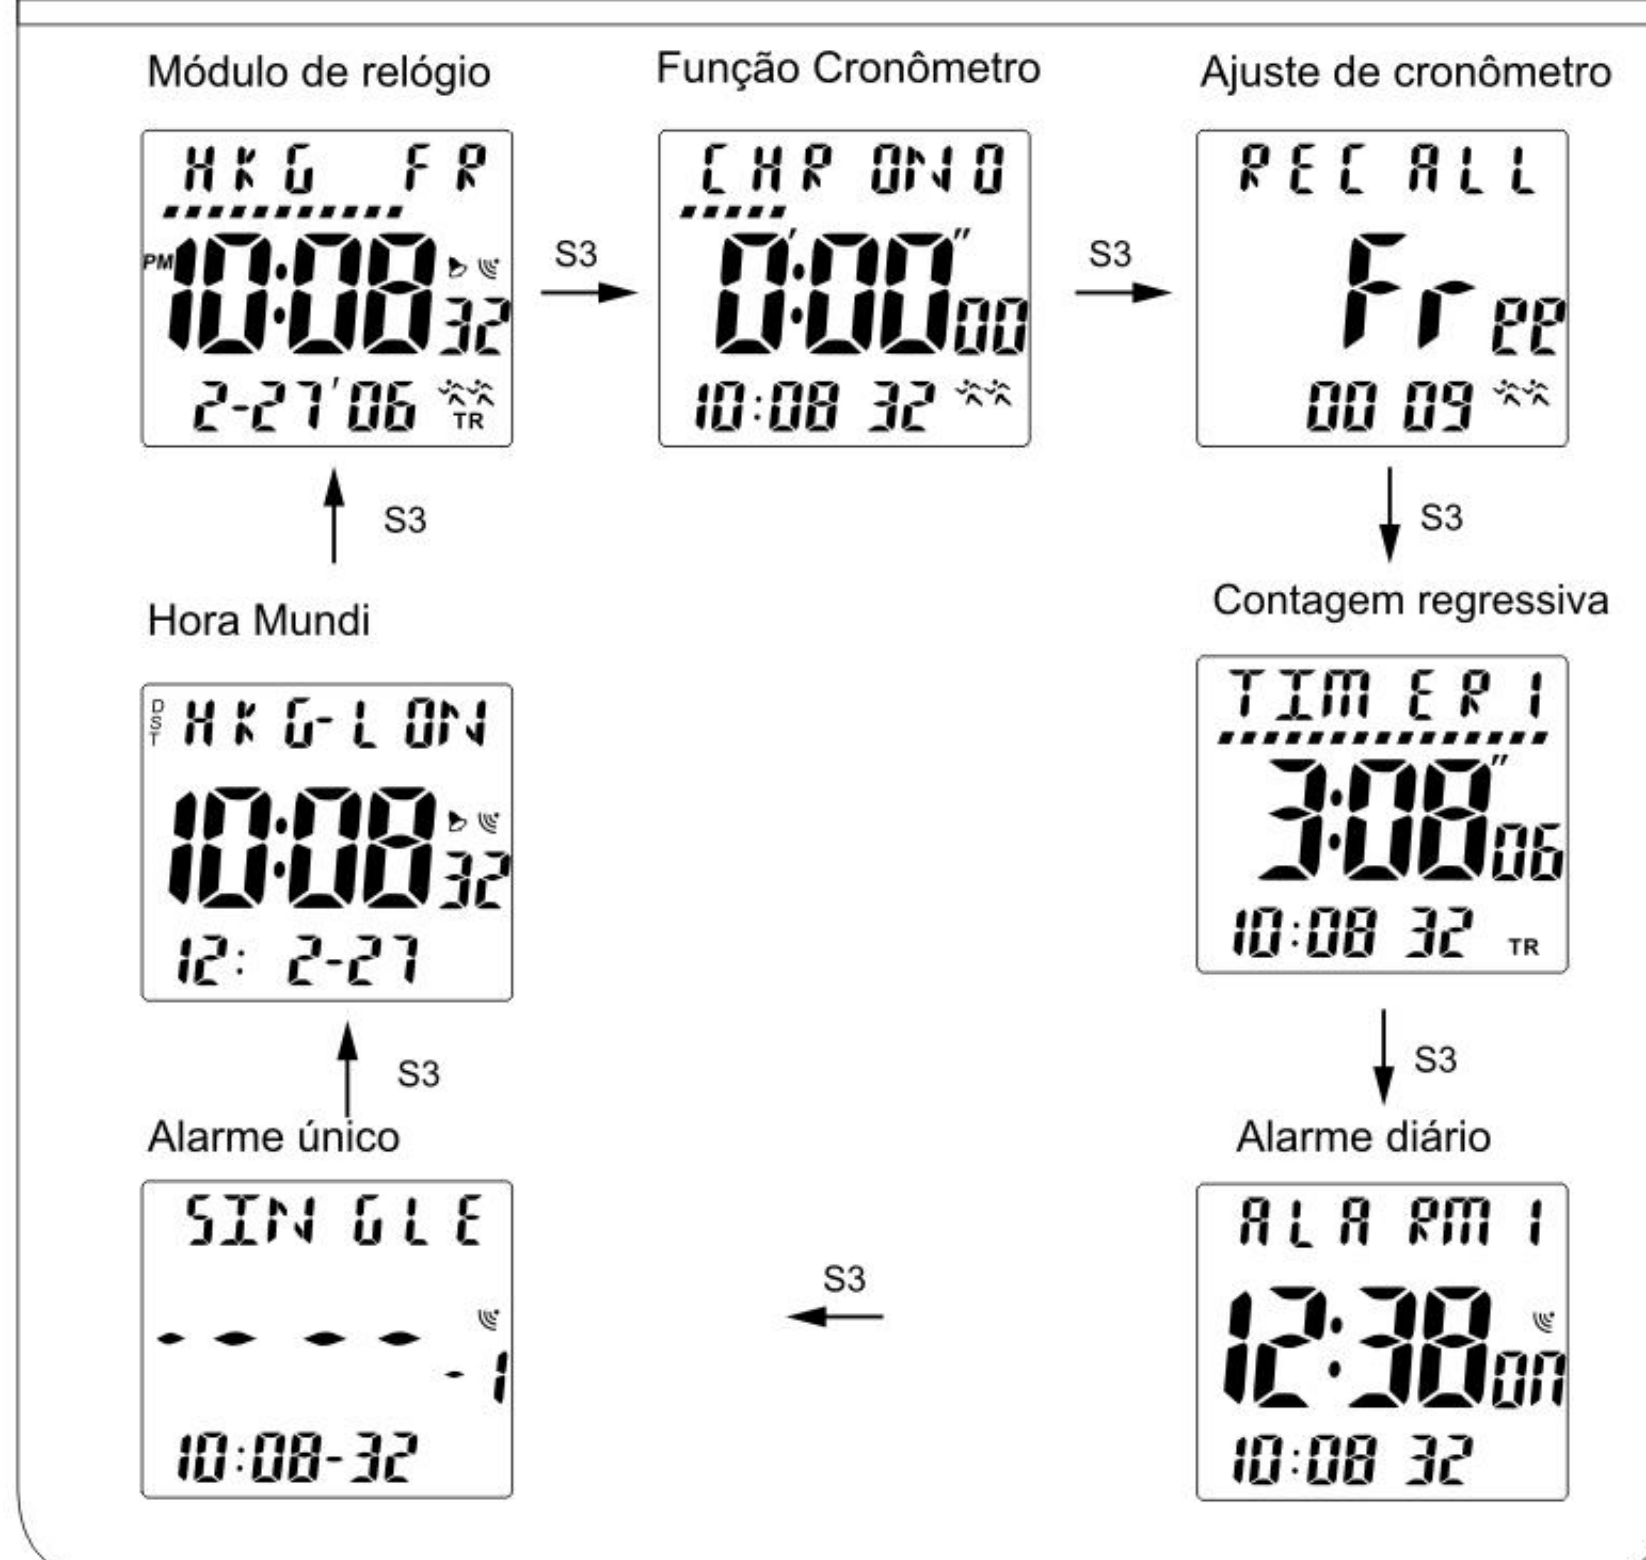 Módulo de relógio
HKG FR
PM 10:08 32
2-27'06 TR
S3
Função Cronômetro
CHRONO
0'00"00
10:08 32
S3
Ajuste de cronômetro
RECALL
Free
00 09
S3
Contagem regressiva
TIMER1
3:08"06
10:08 32 TR
S3
Alarme diário
ALARM 1
12:38 on
10:08 32
S3
Alarme único
SINGLE
-- -- -1
10:08-32
S3
Hora Mundi
DST HKG-LON
10:08 32
12: 2-27
S3